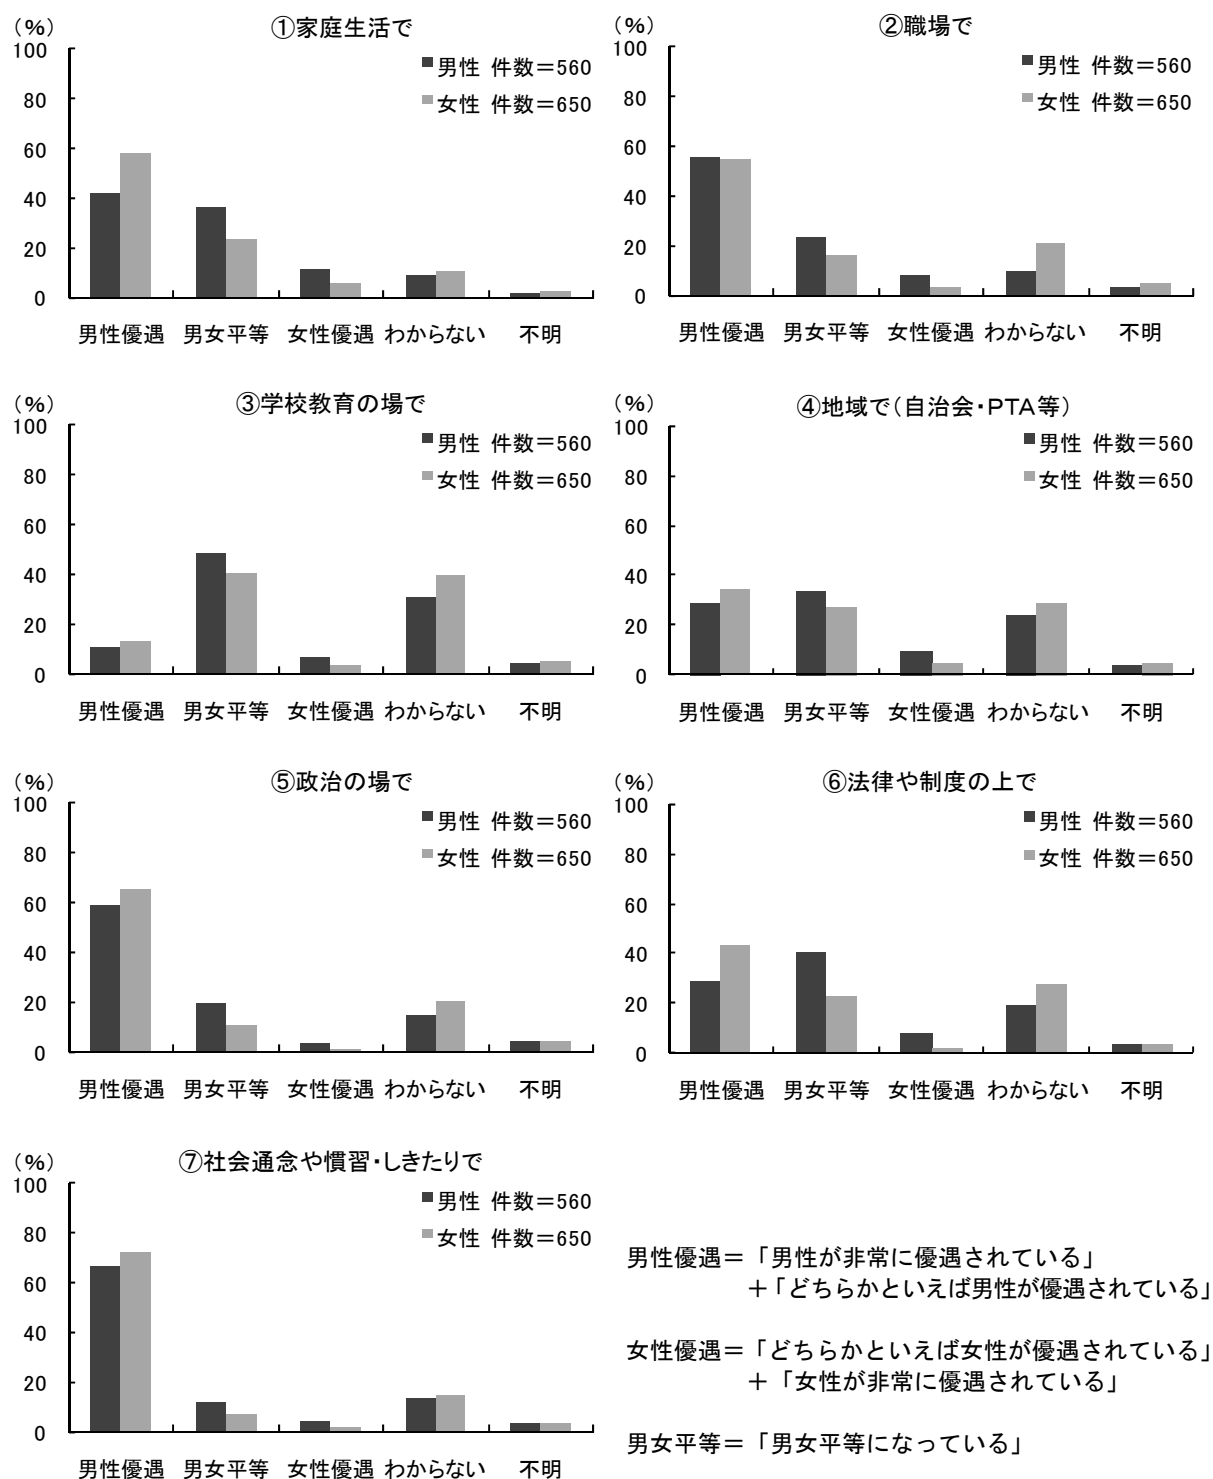 (%) ①家庭生活で
■男性 件数=560
■女性 件数=650
100
80
60
40
20
0
男性優遇 男女平等 女性優遇 わからない 不明
(%) ②職場で
■男性 件数=560
■女性 件数=650
100
80
60
40
20
0
男性優遇 男女平等 女性優遇 わからない 不明
(%) ③学校教育の場で
■男性 件数=560
■女性 件数=650
100
80
60
40
20
0
男性優遇 男女平等 女性優遇 わからない 不明
(%) ④地域で(自治会・PTA等)
■男性 件数=560
■女性 件数=650
100
80
60
40
20
0
男性優遇 男女平等 女性優遇 わからない 不明
(%) ⑤政治の場で
■男性 件数=560
■女性 件数=650
100
80
60
40
20
0
男性優遇 男女平等 女性優遇 わからない 不明
(%) ⑥法律や制度の上で
■男性 件数=560
■女性 件数=650
100
80
60
40
20
0
男性優遇 男女平等 女性優遇 わからない 不明
(%) ⑦社会通念や慣習・しきたりで
■男性 件数=560
■女性 件数=650
100
80
60
40
20
0
男性優遇 男女平等 女性優遇 わからない 不明
男性優遇=「男性が非常に優遇されている」
+「どちらかといえば男性が優遇されている」
女性優遇=「どちらかといえば女性が優遇されている」
+「女性が非常に優遇されている」
男女平等=「男女平等になっている」